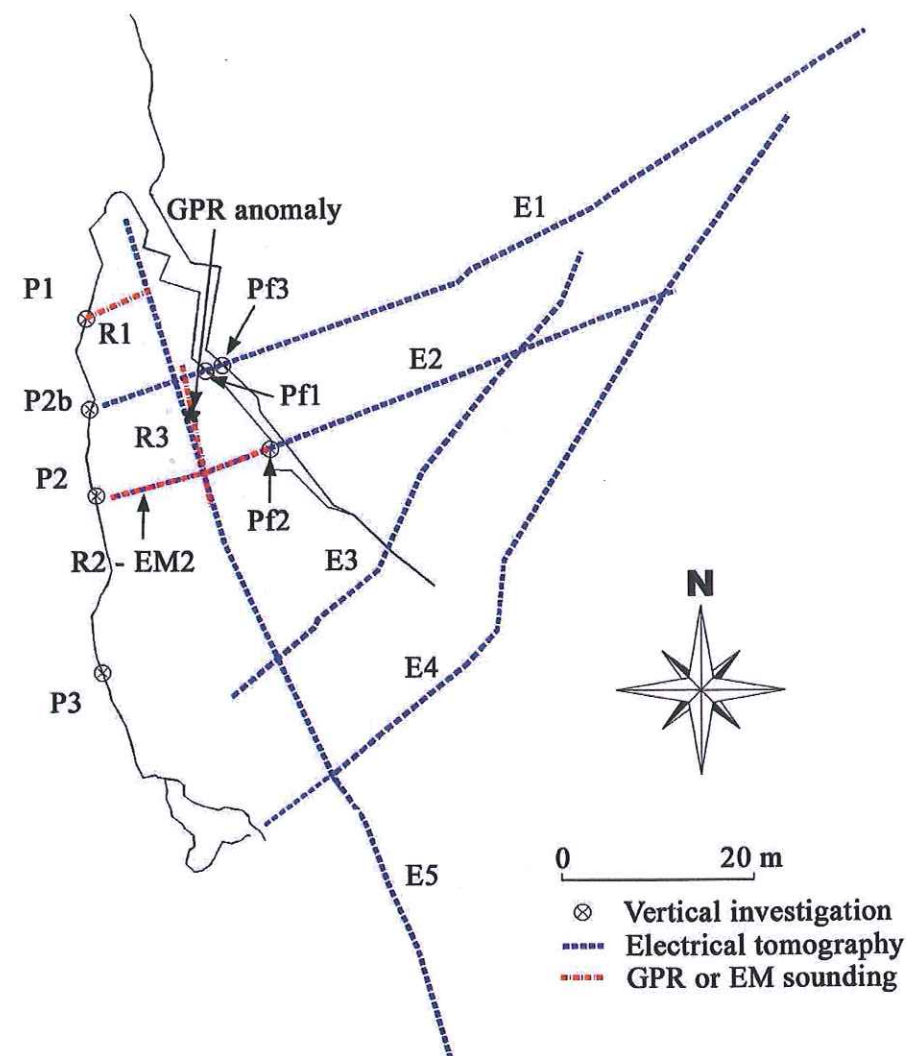 E1
GPR anomaly
P1
Pf3
R1
E2
P2b
Pf1
R3
P2
Pf2
R2 - EM2
E3
N
E4
P3
0 20 m
E5
Vertical investigation
Electrical tomography
GPR or EM sounding